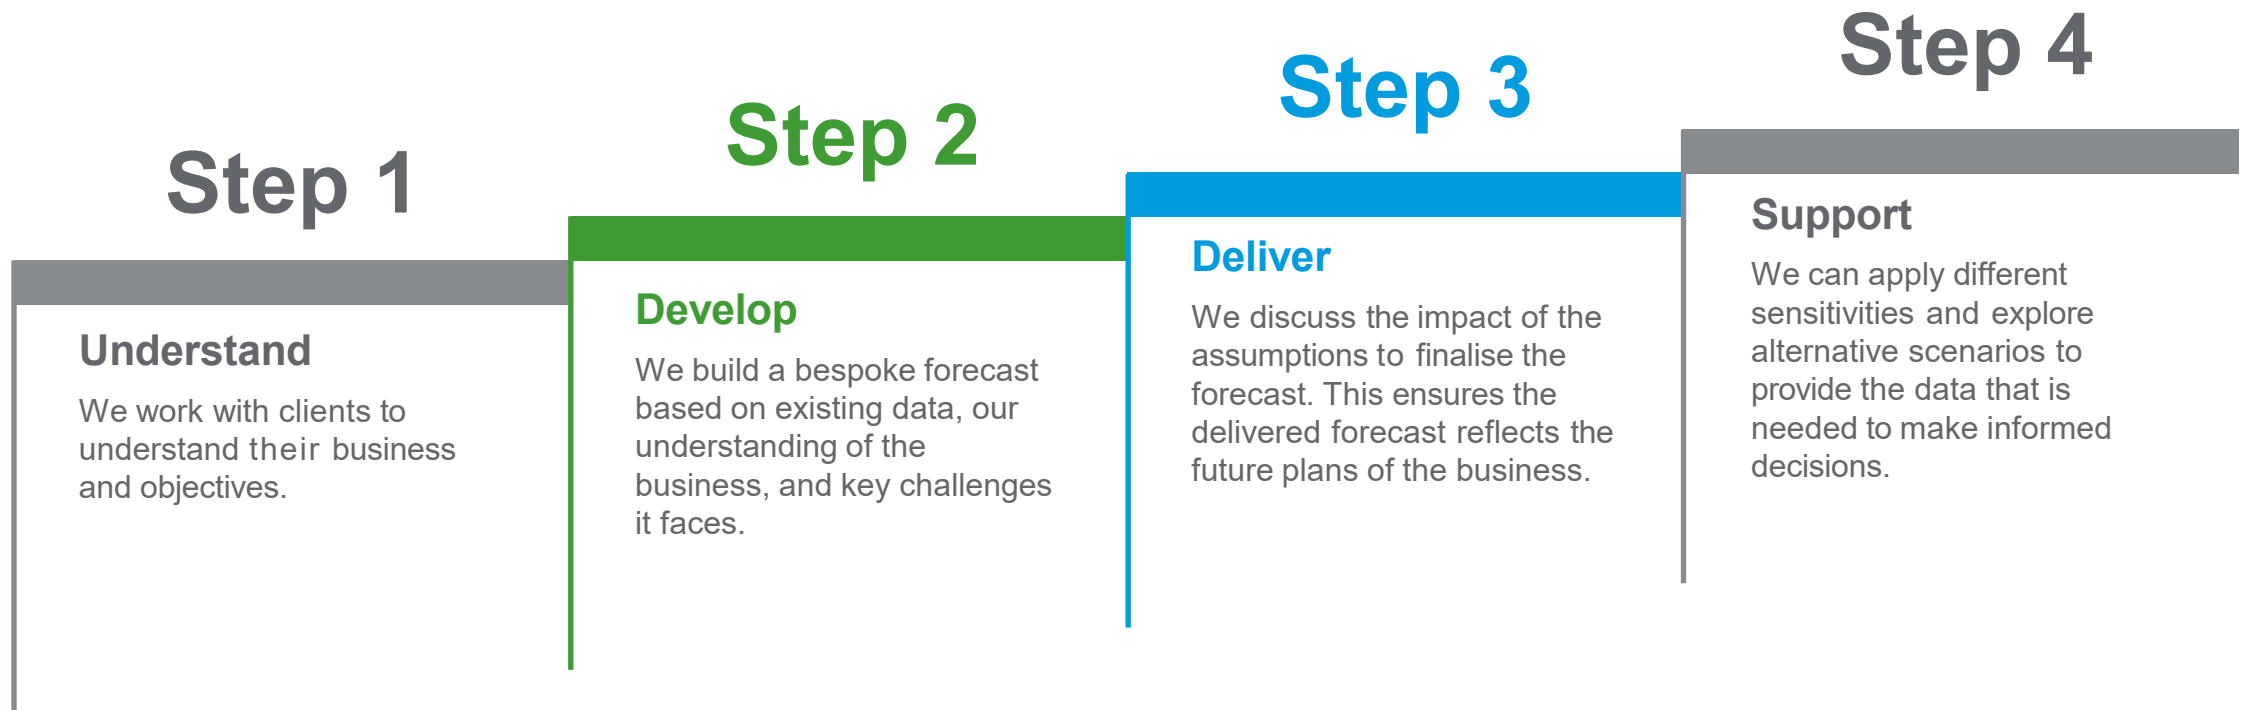 Step 1
Understand
We work with clients to
understand their business
and objectives.
Step 2
Develop
We build a bespoke forecast
based on existing data, our
understanding of the
business, and key challenges
it faces.
Step 3
Deliver
We discuss the impact of the
assumptions to finalise the
forecast. This ensures the
delivered forecast reflects the
future plans of the business.
Step 4
Support
We can apply different
sensitivities and explore
alternative scenarios to
provide the data that is
needed to make informed
decisions.